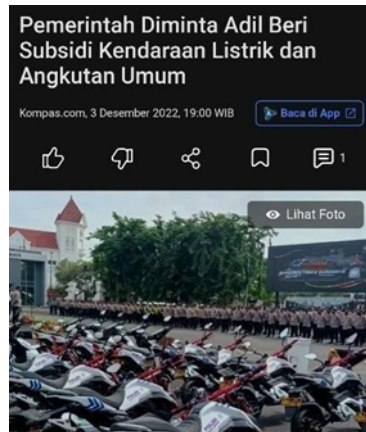 Pemerintah Diminta Adil Beri
Subsidi Kendaraan Listrik dan
Angkutan Umum
Kompas.com, 3 Desember 2022, 19:00 WIB
Baca di App
1
Lihat Foto